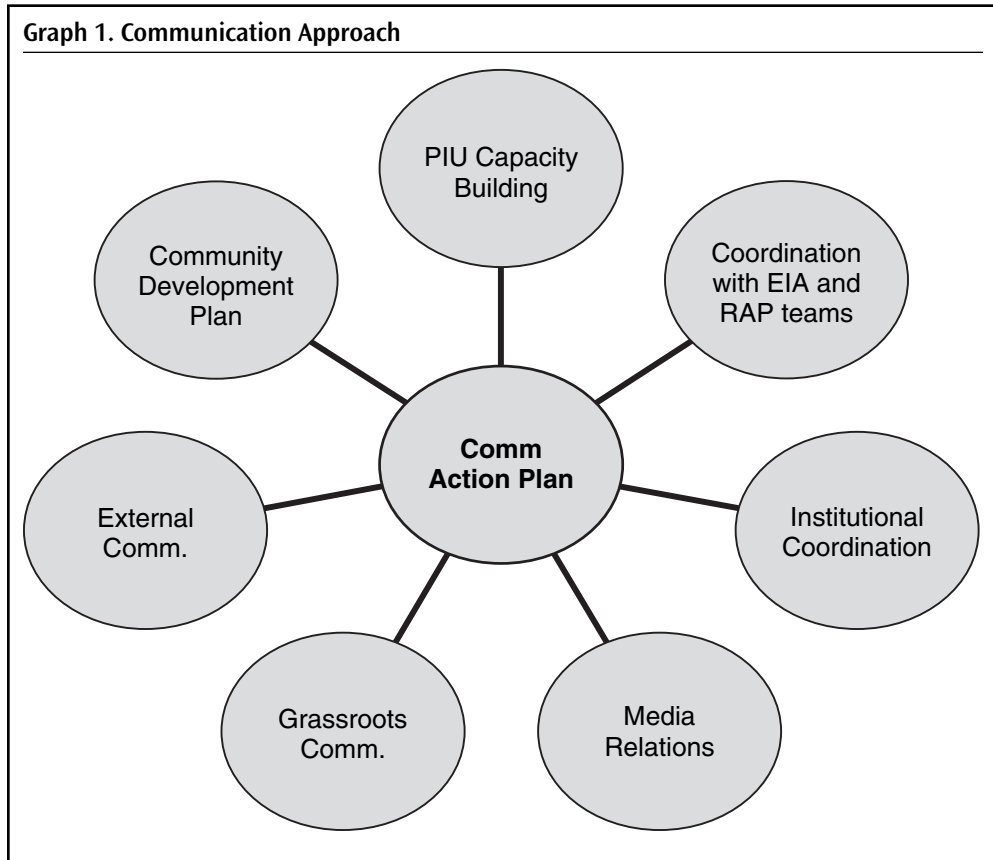 Graph 1. Communication Approach
PIU Capacity
Building
Coordination
with EIA and
RAP teams
Institutional
Coordination
Media
Relations
Grassroots
Comm.
External
Comm.
Community
Development
Plan
Comm
Action Plan